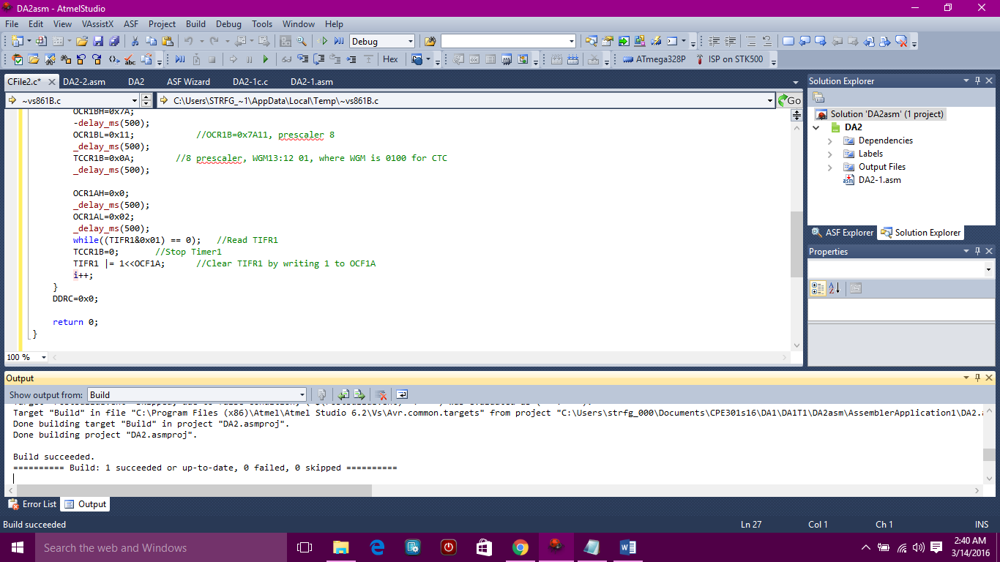 DA2asm - AtmelStudio
File Edit View VAssistX ASF Project Build Debug Tools Window Help
Debug
Hex
ATmega328P ISP on STK500
CFile2.c* DA2-2.asm DA2 ASF Wizard DA2-1c.c DA2-1.asm
~vs861B.c C:\Users\STRFG_~1\AppData\Local\Temp\~vs861B.c Go
OCR1BH=0x7A;
-delay_ms(500);
OCR1BL=0x11; //OCR1B=0x7A11, prescaler 8
_delay_ms(500);
TCCR1B=0x0A; //8 prescaler, WGM13:12 01, where WGM is 0100 for CTC
_delay_ms(500);
OCR1AH=0x0;
_delay_ms(500);
OCR1AL=0x02;
_delay_ms(500);
while((TIFR1&0x01) == 0); //Read TIFR1
TCCR1B=0; //Stop Timer1
TIFR1 |= 1<<OCF1A; //Clear TIFR1 by writing 1 to OCF1A
i++;
}
DDRC=0x0;
return 0;
}
100 %
Solution Explorer
Solution 'DA2asm' (1 project)
DA2
Dependencies
Labels
Output Files
DA2-1.asm
ASF Explorer Solution Explorer
Properties
Output
Show output from: Build
Target "Build" in file "C:\Program Files (x86)\Atmel\Atmel Studio 6.2\Vs\Avr.common.targets" from project "C:\Users\strfg_000\Documents\CPE301s16\DA1\DA1T1\DA2asm\AssemblerApplication1\DA2.a
Done building target "Build" in project "DA2.asmproj".
Done building project "DA2.asmproj".
Build succeeded.
========== Build: 1 succeeded or up-to-date, 0 failed, 0 skipped ==========
Error List Output
Build succeeded Ln 27 Col 1 Ch 1 INS
Search the web and Windows
2:40 AM
3/14/2016